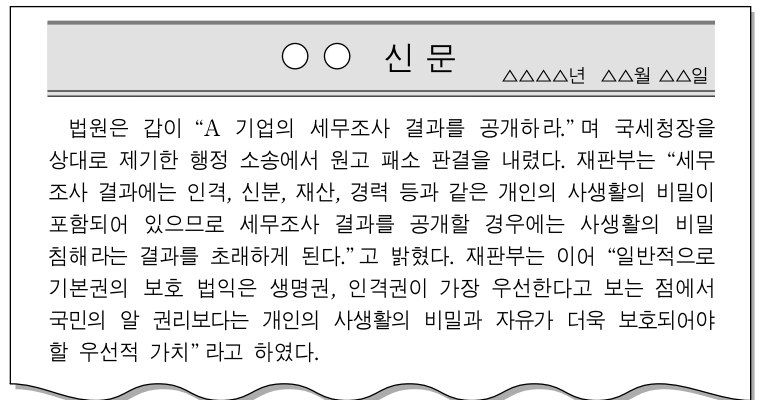 ○○ 신문
△△△△년 △△월 △△일
법원은 갑이 “A 기업의 세무조사 결과를 공개하라.”며 국세청장을
상대로 제기한 행정 소송에서 원고 패소 판결을 내렸다. 재판부는 “세무
조사 결과에는 인격, 신분, 재산, 경력 등과 같은 개인의 사생활의 비밀이
포함되어 있으므로 세무조사 결과를 공개할 경우에는 사생활의 비밀
침해라는 결과를 초래하게 된다.”고 밝혔다. 재판부는 이어 “일반적으로
기본권의 보호 법익은 생명권, 인격권이 가장 우선한다고 보는 점에서
국민의 알 권리보다는 개인의 사생활의 비밀과 자유가 더욱 보호되어야
할 우선적 가치”라고 하였다.